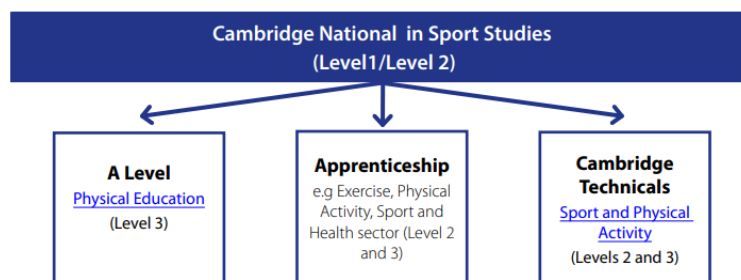 Cambridge National in Sport Studies
(Level1/Level 2)
A Level
Physical Education
(Level 3)
Apprenticeship
e.g Exercise, Physical
Activity, Sport and
Health sector (Level 2
and 3)
Cambridge
Technicals
Sport and Physical
Activity
(Levels 2 and 3)